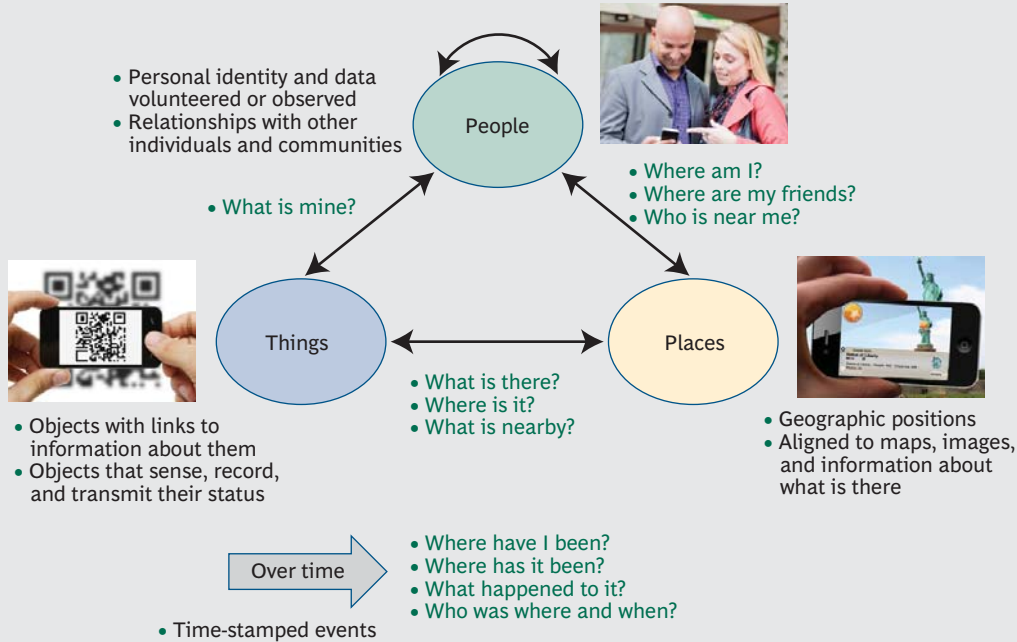 • Personal identity and data
volunteered or observed
• Relationships with other
individuals and communities
People
• Where am I?
• Where are my friends?
• Who is near me?
• What is mine?
Things
Places
• What is there?
• Where is it?
• What is nearby?
• Objects with links to
information about them
• Objects that sense, record,
and transmit their status
• Geographic positions
• Aligned to maps, images,
and information about
what is there
Over time
• Where have I been?
• Where has it been?
• What happened to it?
• Who was where and when?
• Time-stamped events